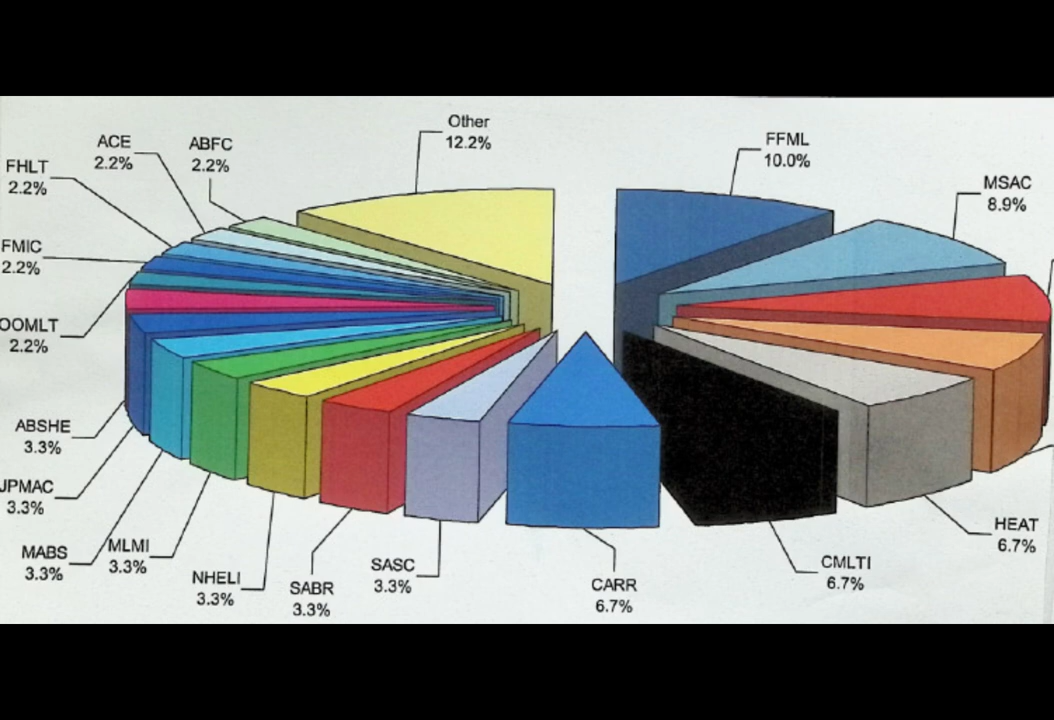 Other
12.2%
FFML
10.0%
ACE
2.2%
ABFC
2.2%
FHLT
2.2%
MSAC
8.9%
FMIC
2.2%
OOMLT
2.2%
ABSHE
3.3%
JPMAC
3.3%
MABS
3.3%
MLMI
3.3%
NHELI
3.3%
SABR
3.3%
SASC
3.3%
CARR
6.7%
CMLTI
6.7%
HEAT
6.7%